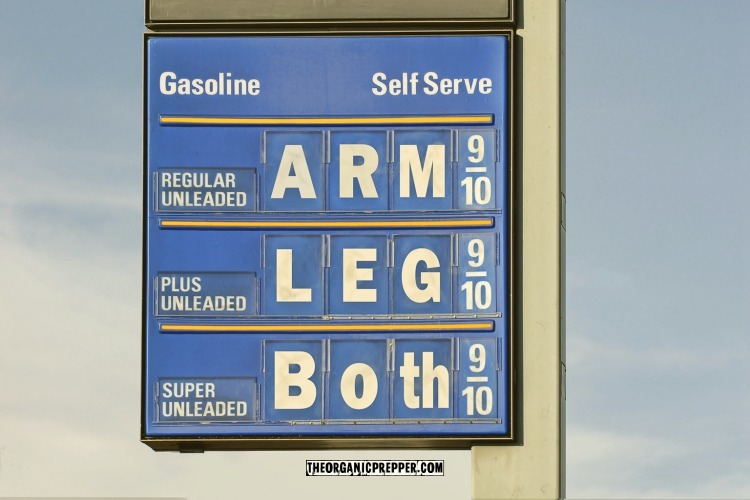 Gasoline Self Serve
REGULAR UNLEADED ARM 9/10
PLUS UNLEADED LEG 9/10
SUPER UNLEADED Both 9/10
THEORGANICPREPPER.COM